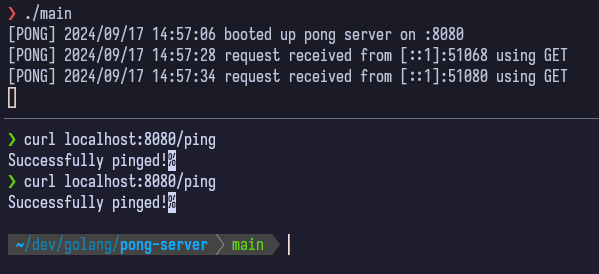 ❯ ./main
[PONG] 2024/09/17 14:57:06 booted up pong server on :8080
[PONG] 2024/09/17 14:57:28 request received from [::1]:51068 using GET
[PONG] 2024/09/17 14:57:34 request received from [::1]:51080 using GET
❯ curl localhost:8080/ping
Successfully pinged!%
❯ curl localhost:8080/ping
Successfully pinged!%
~/dev/golang/pong-server main